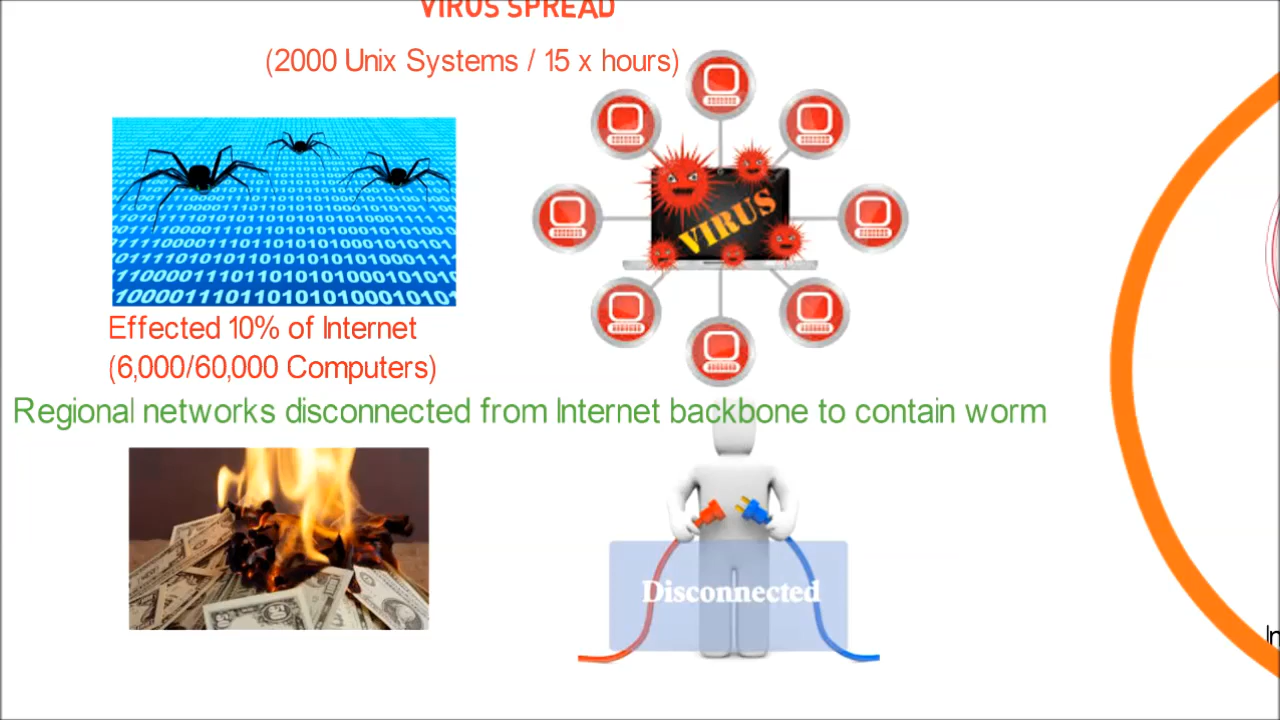 VIRUS SPREAD
(2000 Unix Systems / 15 x hours)
VIRUS
Effected 10% of Internet
(6,000/60,000 Computers)
Regional networks disconnected from Internet backbone to contain worm
Disconnected
In